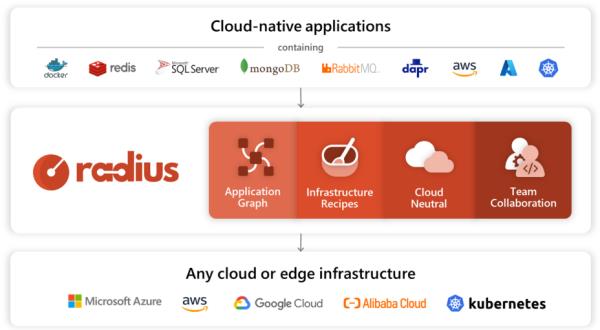 Cloud-native applications
containing
docker redis Microsoft SQL Server mongoDB RabbitMQ dapr aws
radius
Application Graph
Infrastructure Recipes
Cloud Neutral
Team Collaboration
Any cloud or edge infrastructure
Microsoft Azure aws Google Cloud Alibaba Cloud kubernetes